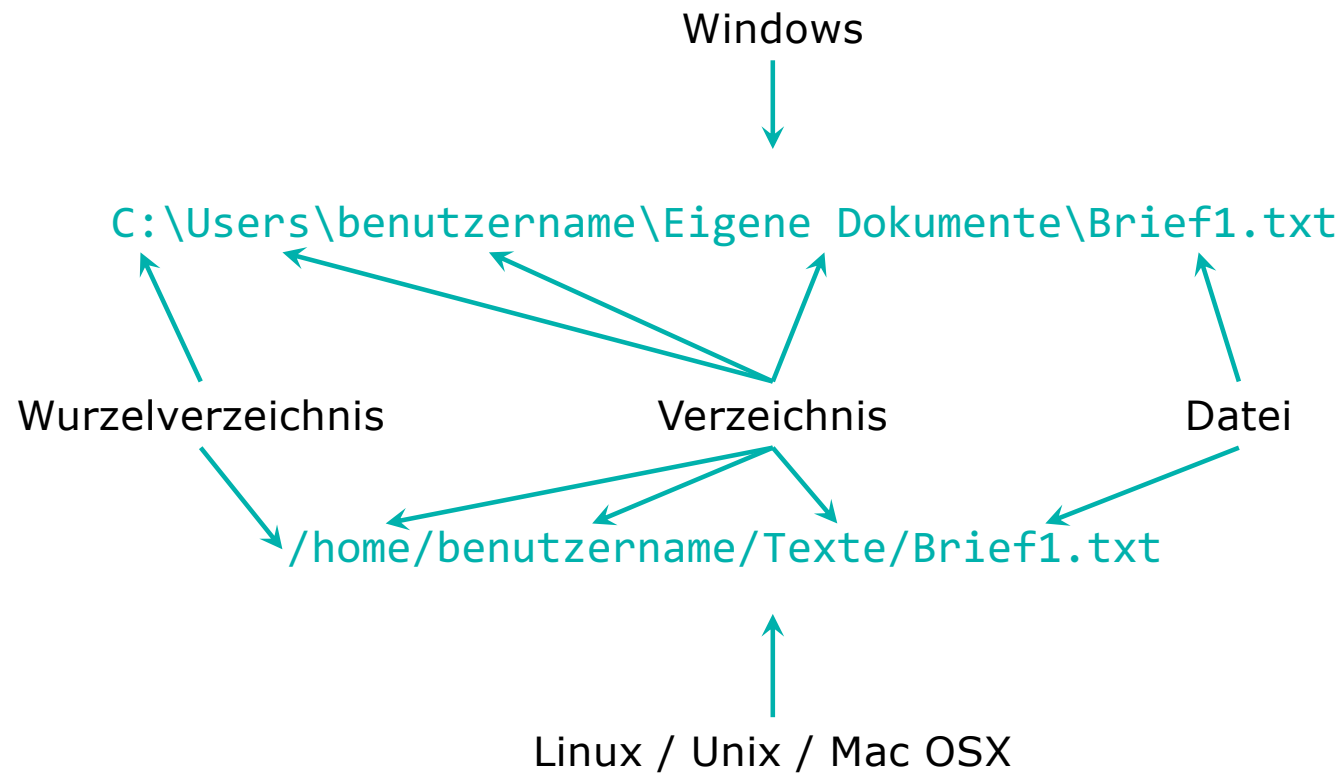 Windows
C:\Users\benutzername\Eigene Dokumente\Brief1.txt
Wurzelverzeichnis Verzeichnis Datei
/home/benutzername/Texte/Brief1.txt
Linux / Unix / Mac OSX